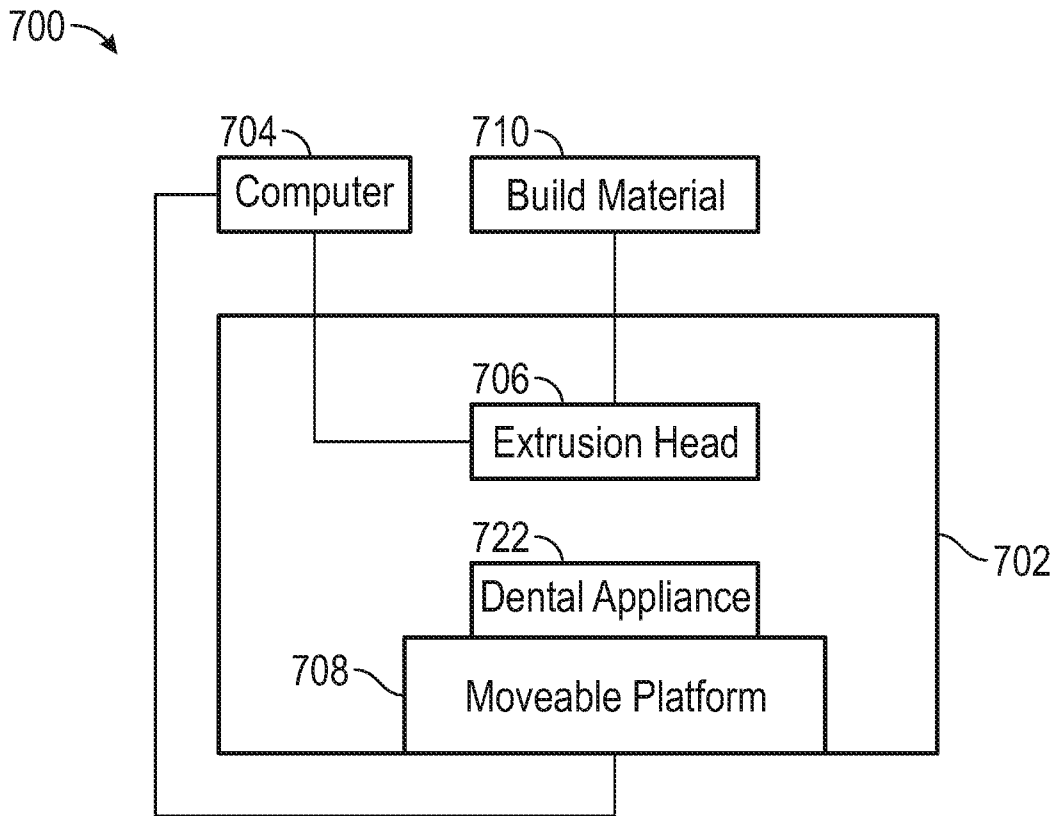 700
704
710
Computer
Build Material
706
Extrusion Head
722
702
Dental Appliance
708
Moveable Platform